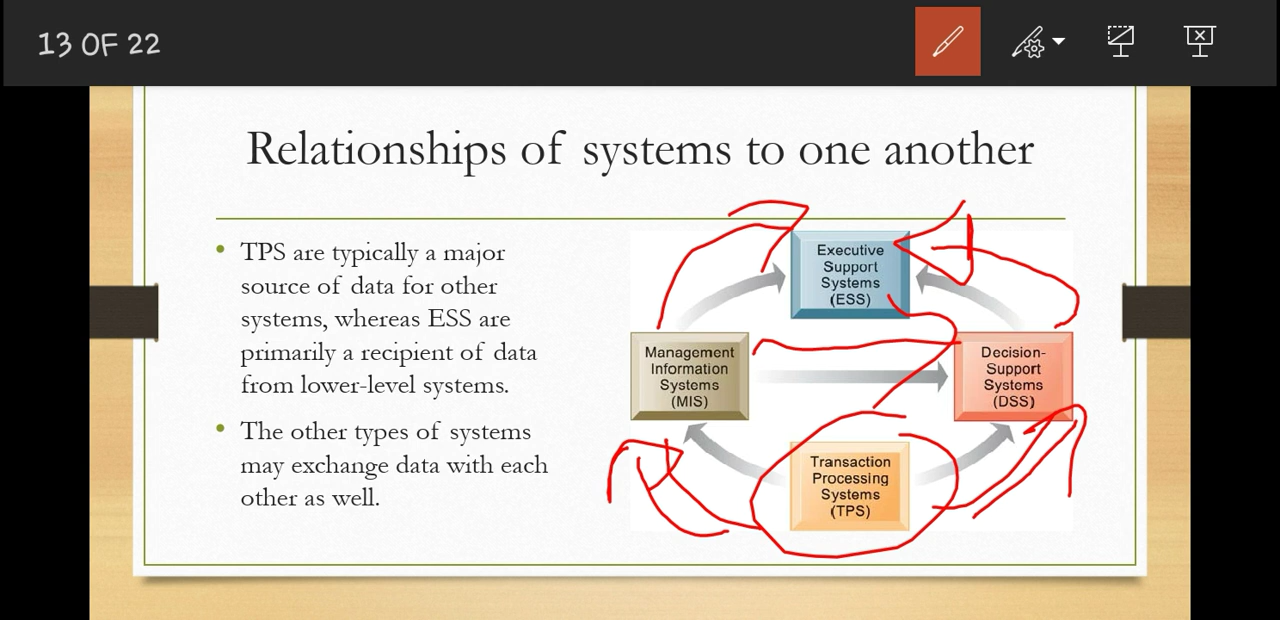 13 OF 22
Relationships of systems to one another
• TPS are typically a major
source of data for other
systems, whereas ESS are
primarily a recipient of data
from lower-level systems.
• The other types of systems
may exchange data with each
other as well.
Executive
Support
Systems
(ESS)
Management
Information
Systems
(MIS)
Decision-
Support
Systems
(DSS)
Transaction
Processing
Systems
(TPS)